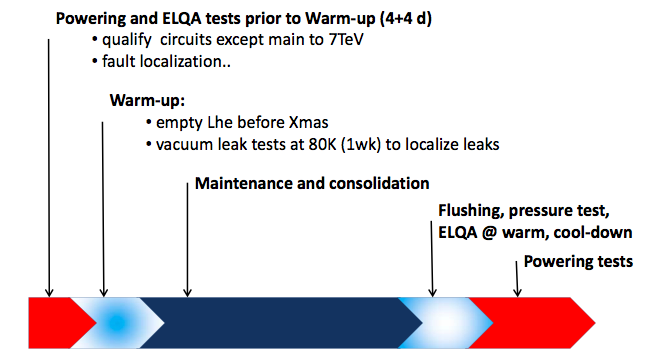 Powering and ELQA tests prior to Warm-up (4+4 d)
• qualify circuits except main to 7TeV
• fault localization..
Warm-up:
• empty Lhe before Xmas
• vacuum leak tests at 80K (1wk) to localize leaks
Maintenance and consolidation
Flushing, pressure test,
ELQA @ warm, cool-down
Powering tests